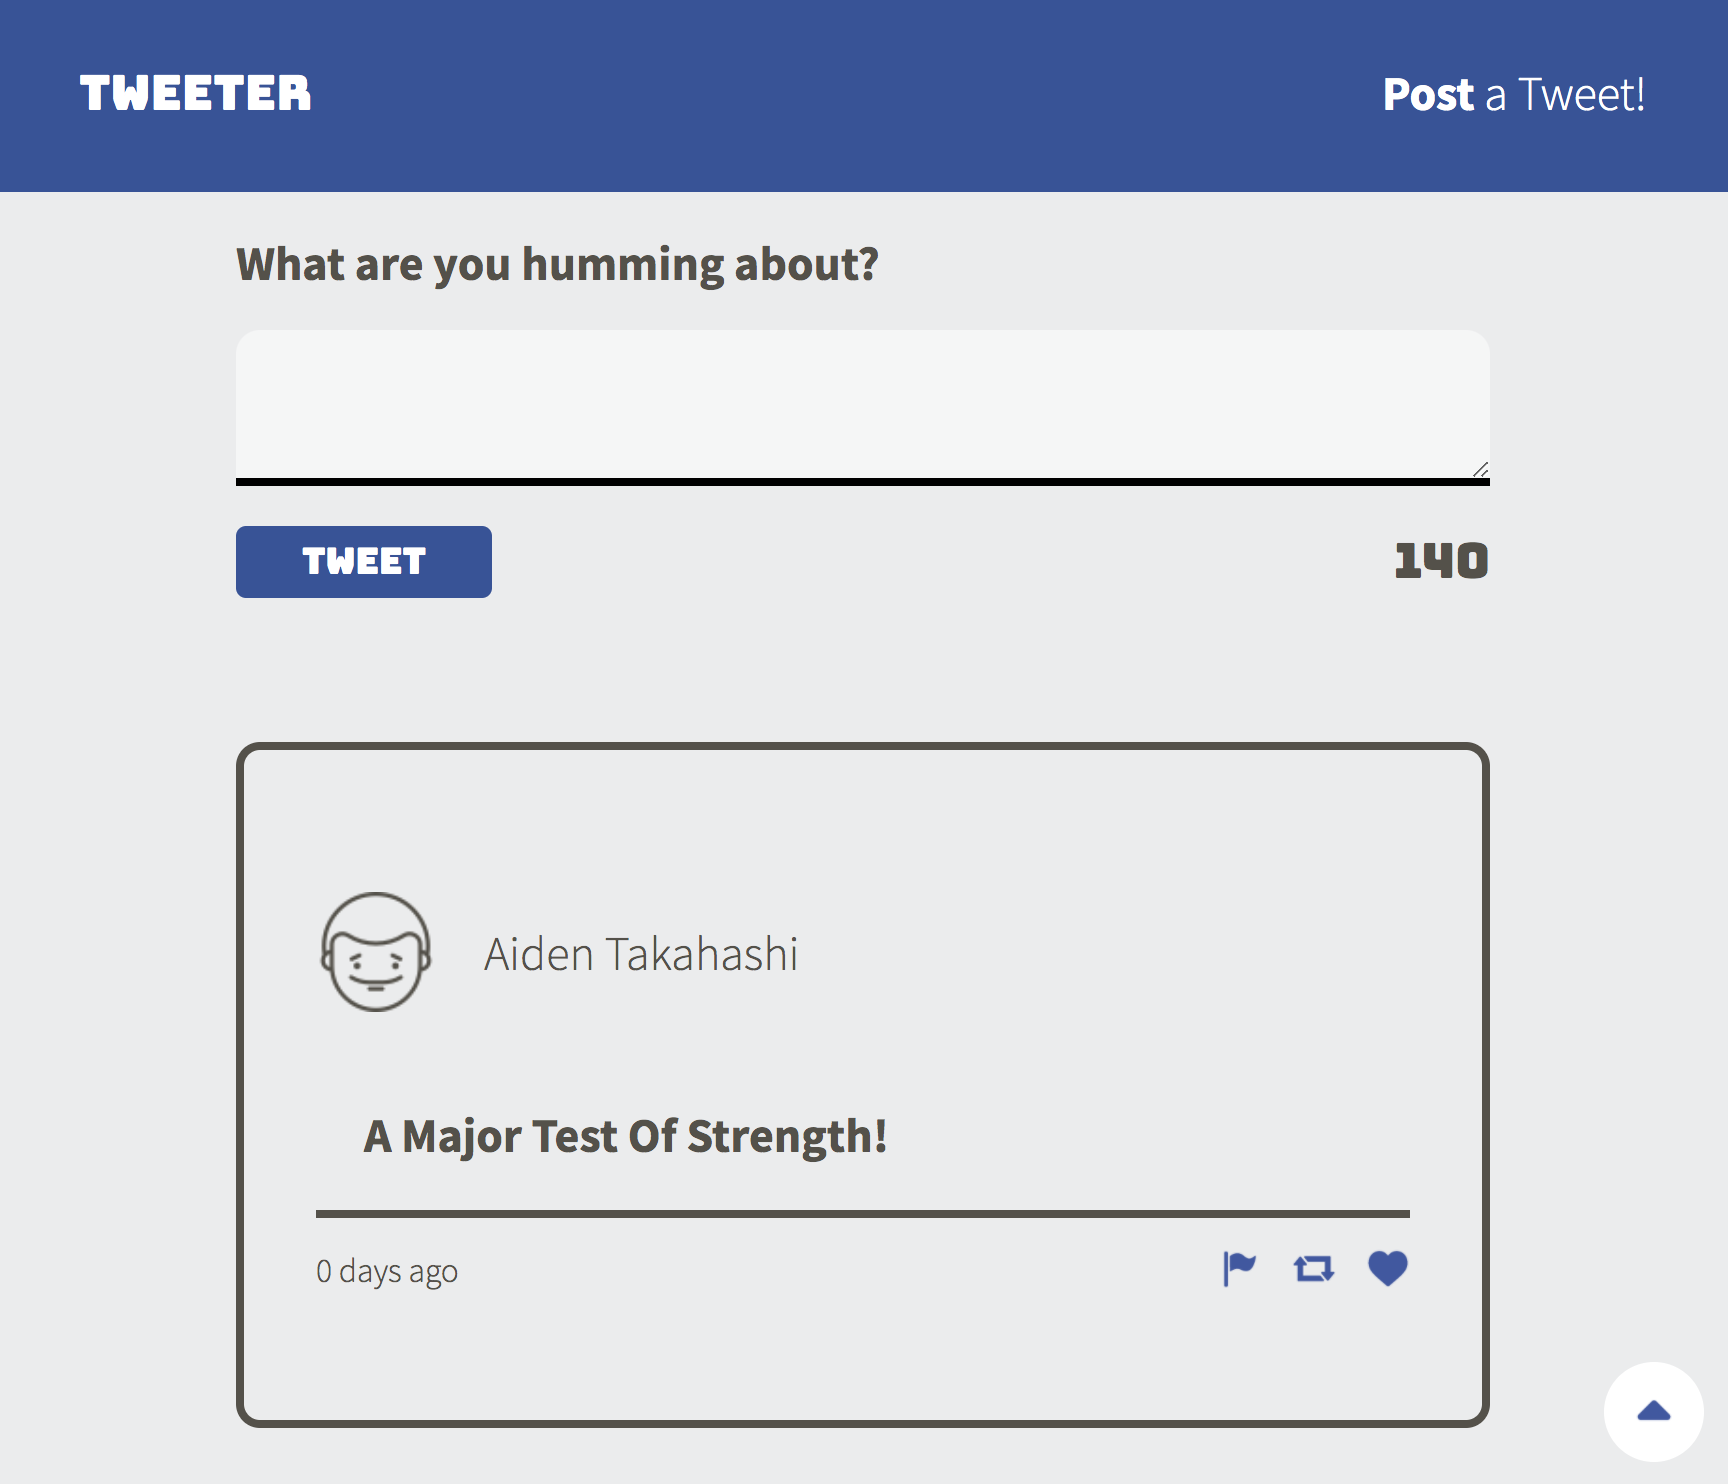 TWEETER
Post a Tweet!
What are you humming about?
TWEET
140
Aiden Takahashi
A Major Test Of Strength!
0 days ago